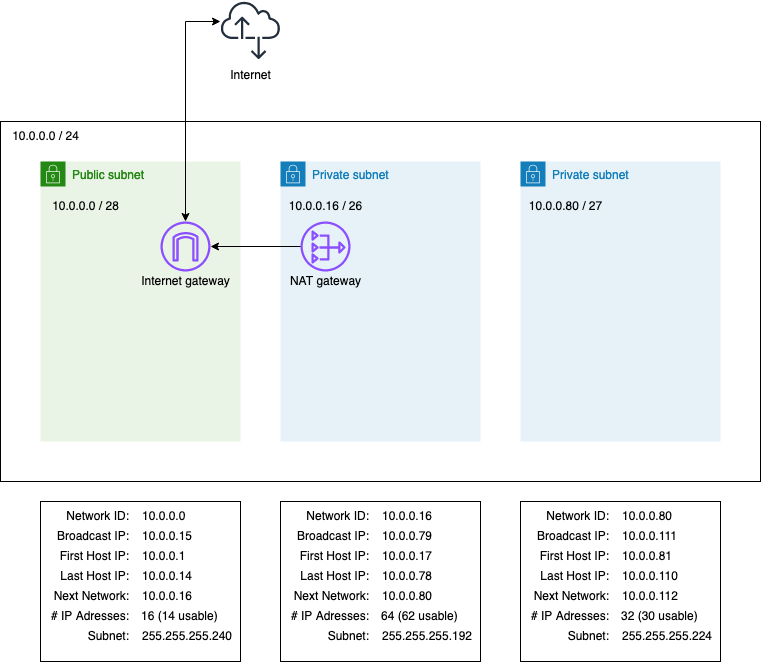 Internet
10.0.0.0 / 24
Public subnet
10.0.0.0 / 28
Internet gateway
Private subnet
10.0.0.16 / 26
NAT gateway
Private subnet
10.0.0.80 / 27
Network ID: 10.0.0.0
Broadcast IP: 10.0.0.15
First Host IP: 10.0.0.1
Last Host IP: 10.0.0.14
Next Network: 10.0.0.16
# IP Adresses: 16 (14 usable)
Subnet: 255.255.255.240
Network ID: 10.0.0.16
Broadcast IP: 10.0.0.79
First Host IP: 10.0.0.17
Last Host IP: 10.0.0.78
Next Network: 10.0.0.80
# IP Adresses: 64 (62 usable)
Subnet: 255.255.255.192
Network ID: 10.0.0.80
Broadcast IP: 10.0.0.111
First Host IP: 10.0.0.81
Last Host IP: 10.0.0.110
Next Network: 10.0.0.112
# IP Adresses: 32 (30 usable)
Subnet: 255.255.255.224